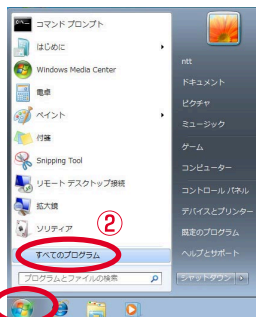 コマンド プロンプト
はじめに
Windows Media Center
電卓
ペイント
付箋
Snipping Tool
リモート デスクトップ接続
拡大鏡
ソリティア
②
すべてのプログラム
プログラムとファイルの検索
ntt
ドキュメント
ピクチャ
ミュージック
ゲーム
コンピューター
コントロール パネル
デバイスとプリンター
既定のプログラム
ヘルプとサポート
シャットダウン